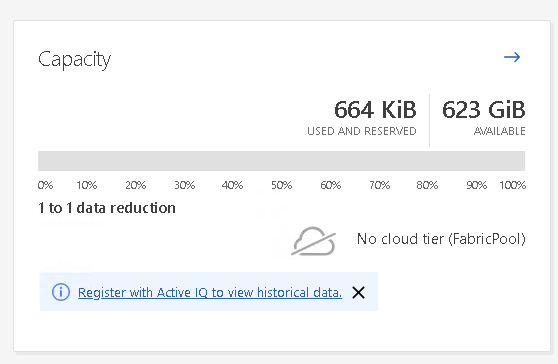 Capacity
664 KiB 623 GiB
USED AND RESERVED AVAILABLE
0% 10% 20% 30% 40% 50% 60% 70% 80% 90% 100%
1 to 1 data reduction
No cloud tier (FabricPool)
Register with Active IQ to view historical data.